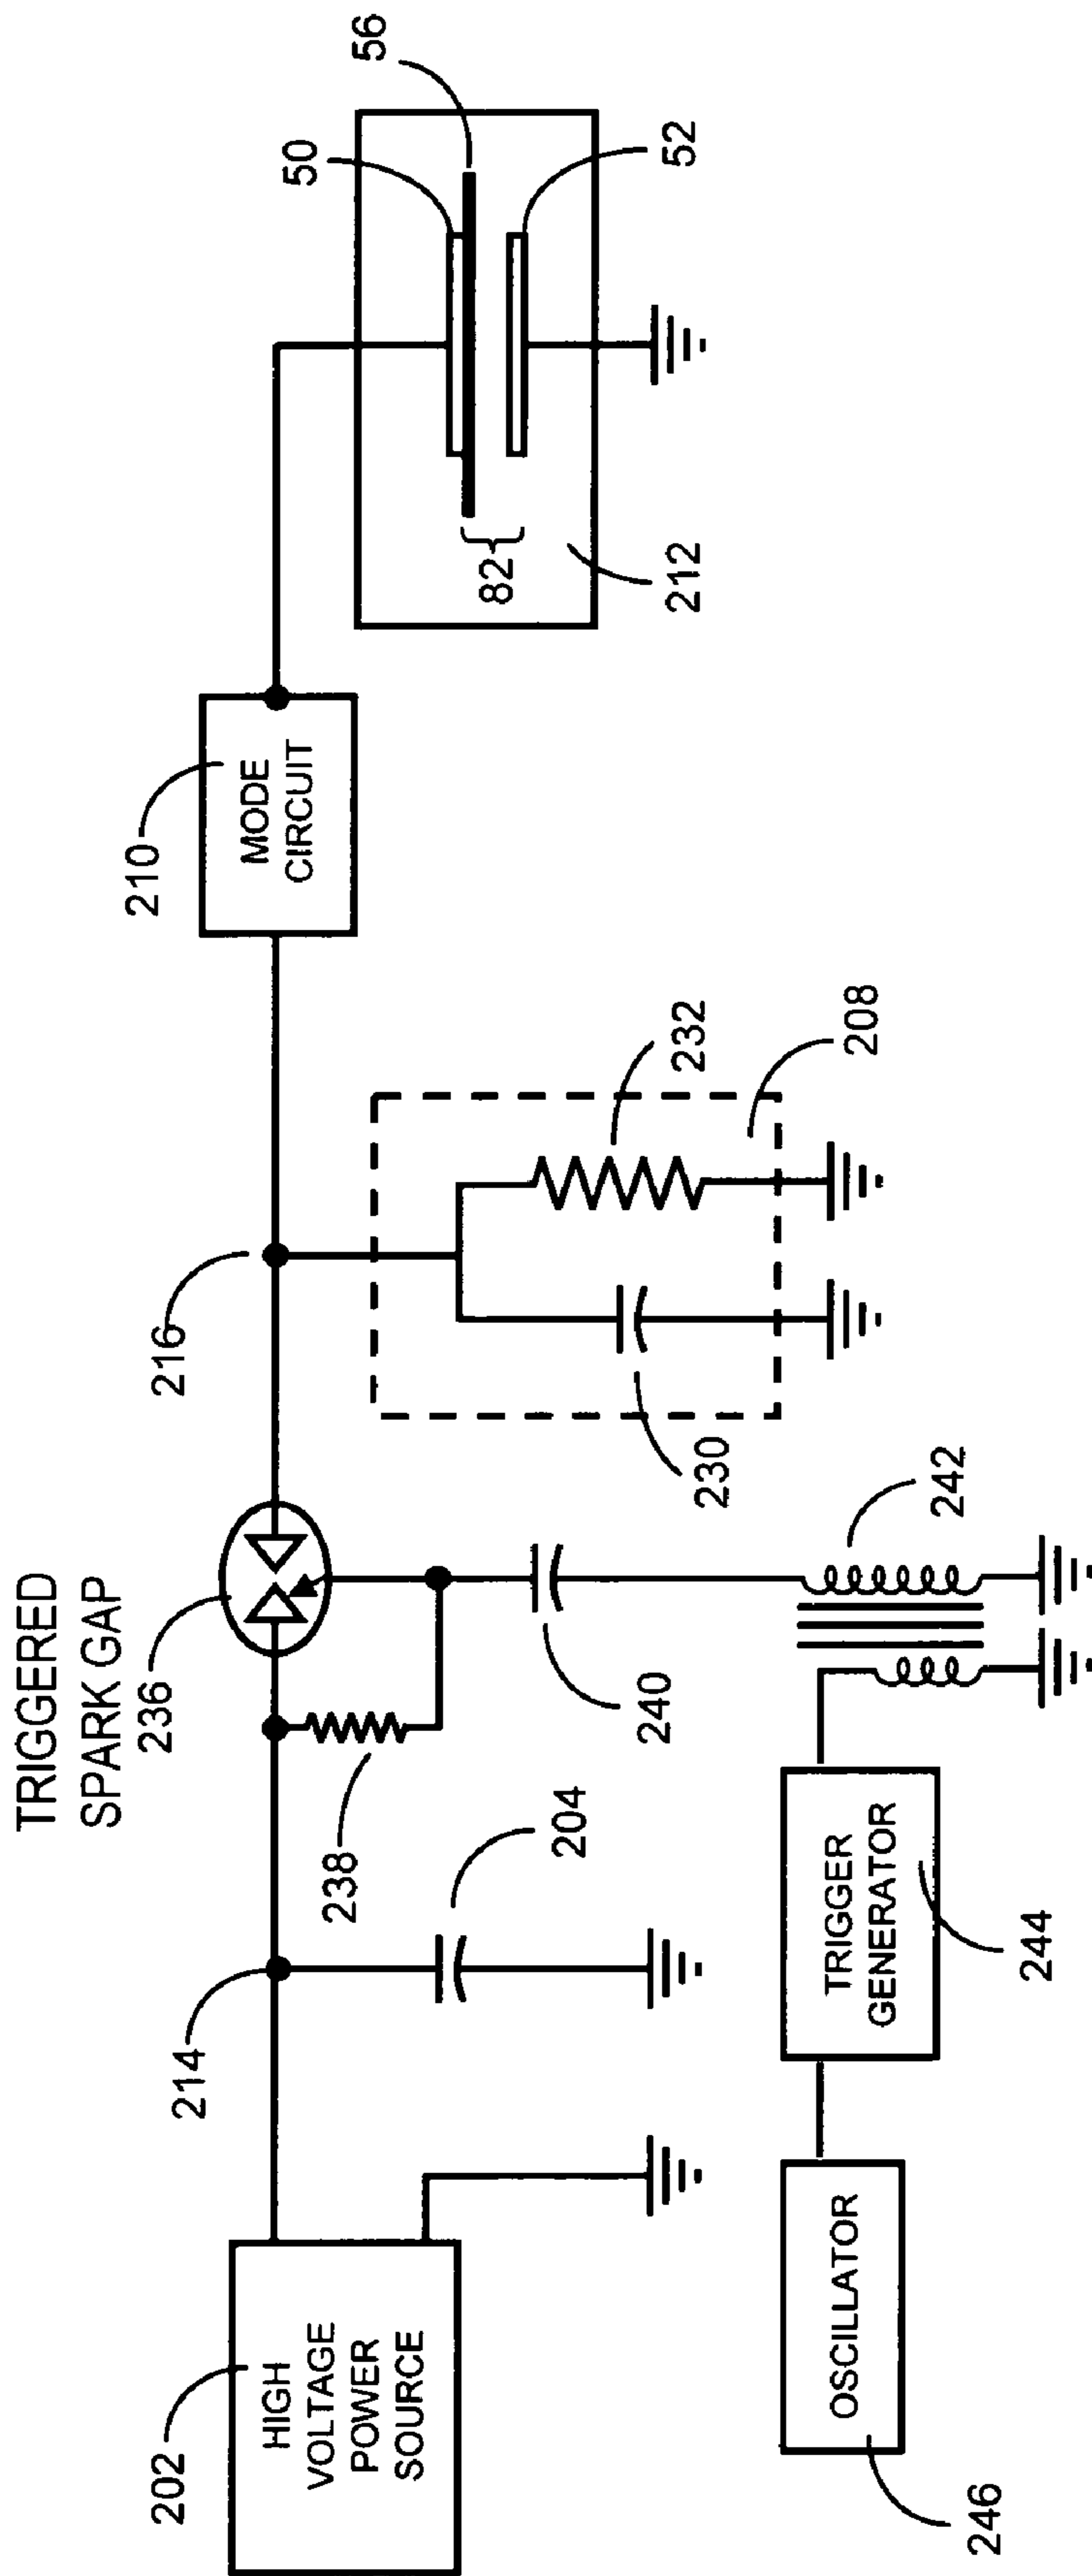 TRIGGERED
SPARK GAP
236
216
210
50
56
MODE
CIRCUIT
52
82
212
214
238
204
240
230
232
208
242
202
HIGH
VOLTAGE
POWER
SOURCE
TRIGGER
GENERATOR
244
OSCILLATOR
246